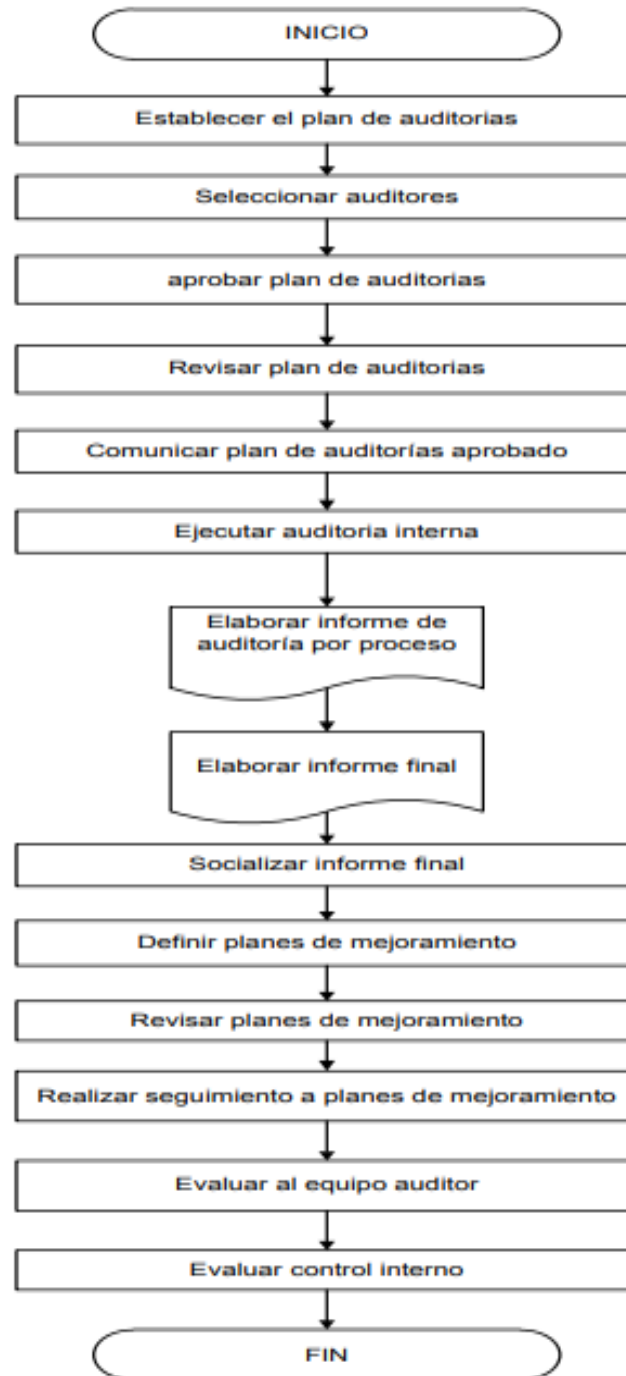 INICIO
Establecer el plan de auditorias
Seleccionar auditores
aprobar plan de auditorias
Revisar plan de auditorias
Comunicar plan de auditorías aprobado
Ejecutar auditoria interna
Elaborar informe de
auditoría por proceso
Elaborar informe final
Socializar informe final
Definir planes de mejoramiento
Revisar planes de mejoramiento
Realizar seguimiento a planes de mejoramiento
Evaluar al equipo auditor
Evaluar control interno
FIN